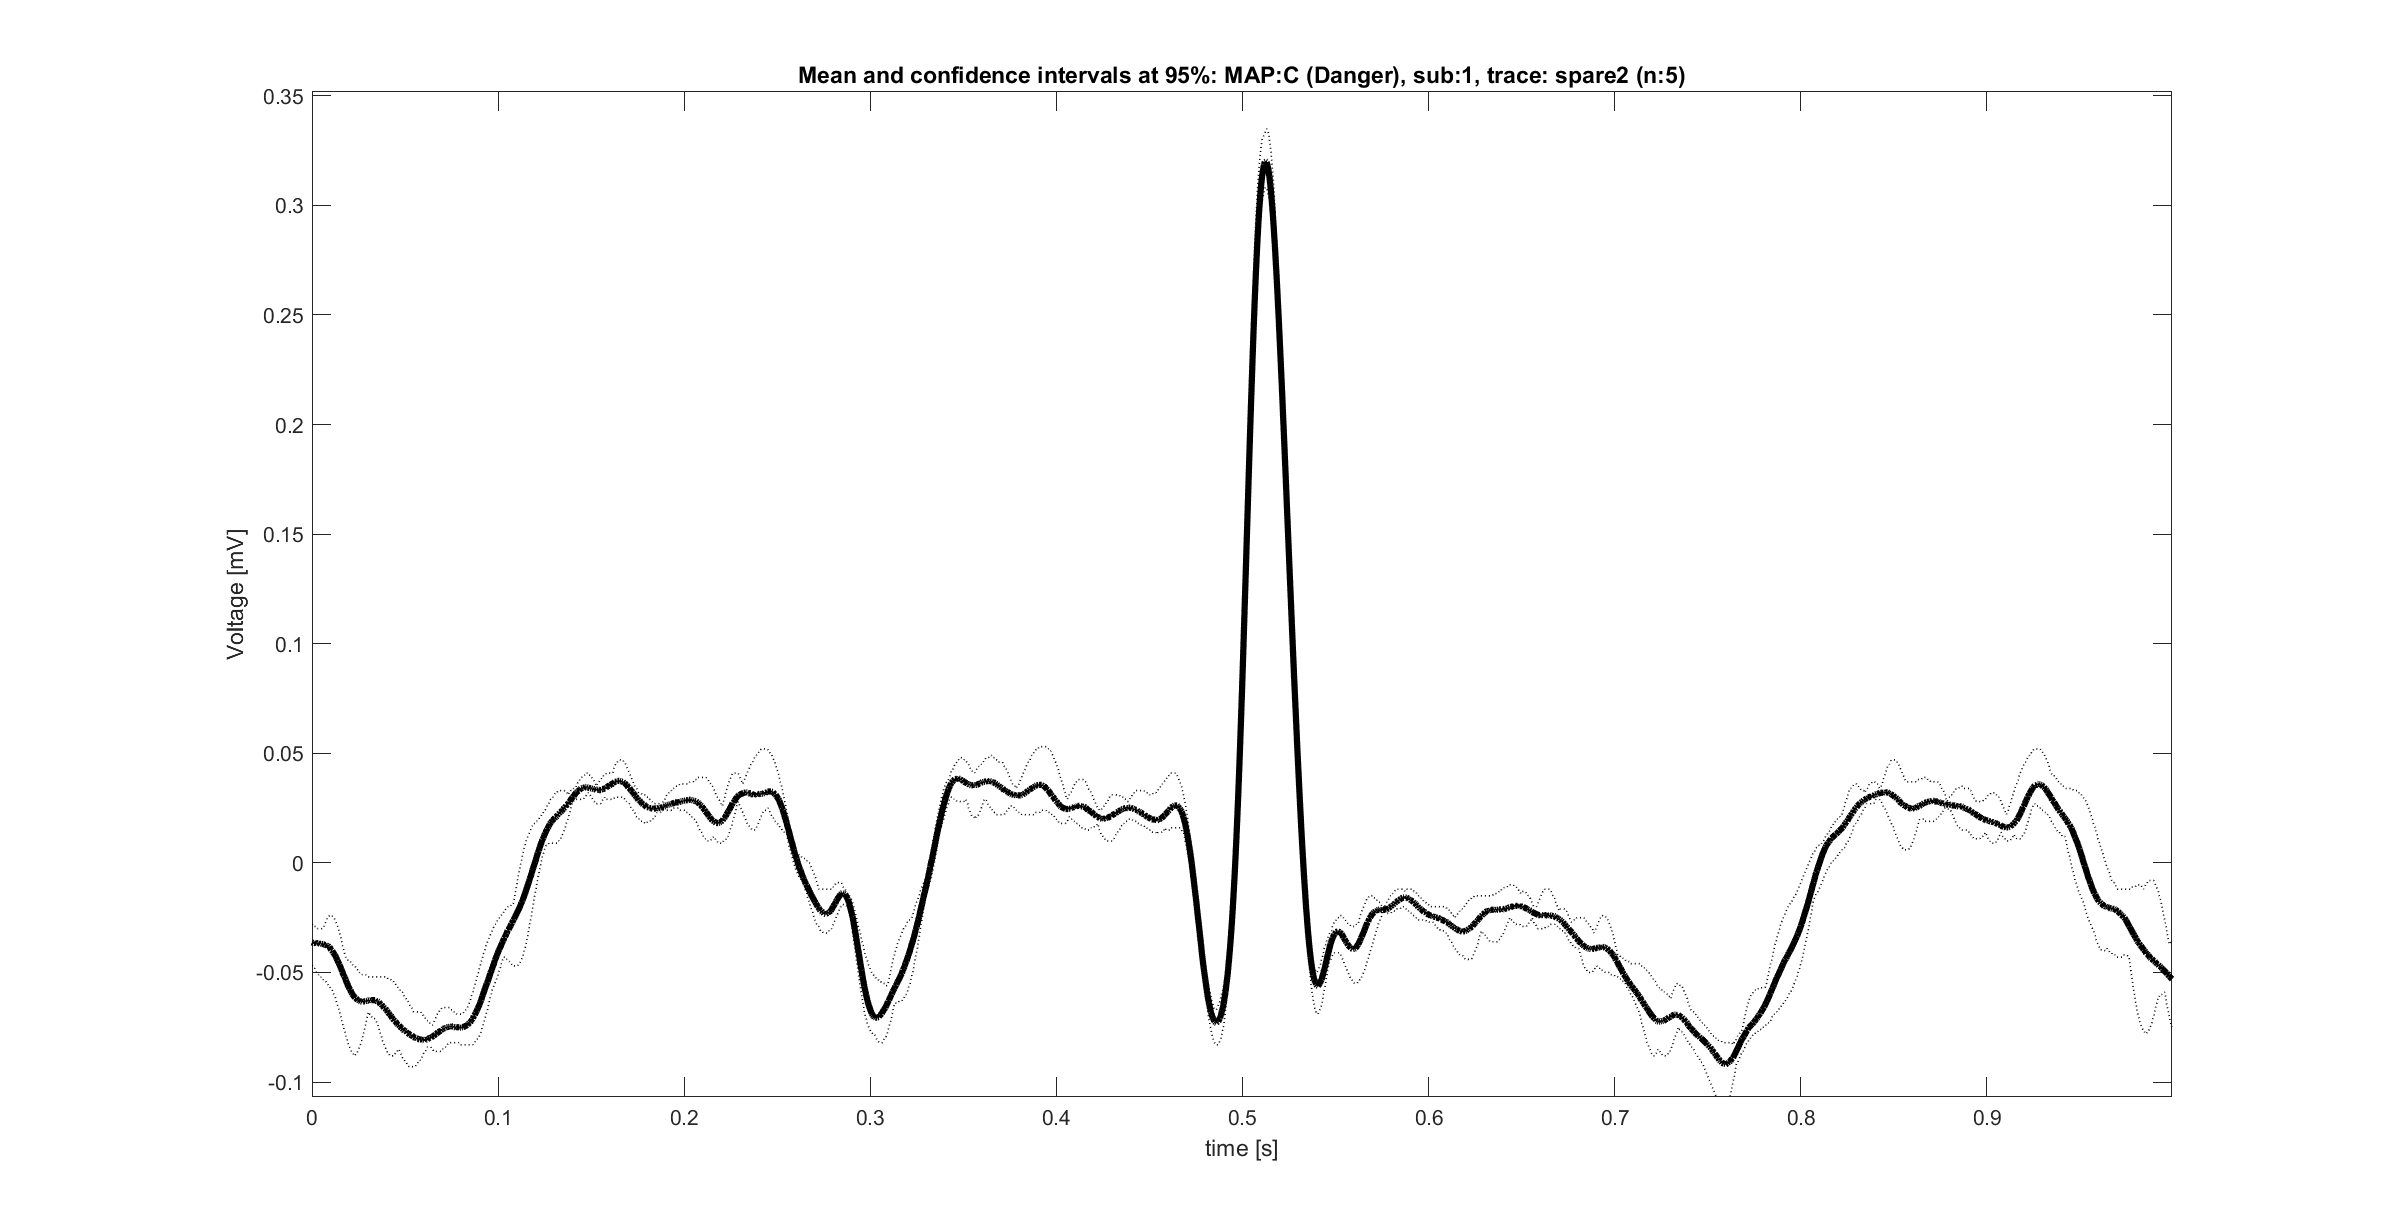 Mean and confidence intervals at 95%: MAP:C (Danger), sub:1, trace: spare2 (n:5)
0.35
0.3
0.25
0.2
0.15
0.1
0.05
0
-0.05
-0.1
Voltage [mV]
0 0.1 0.2 0.3 0.4 0.5 0.6 0.7 0.8 0.9
time [s]